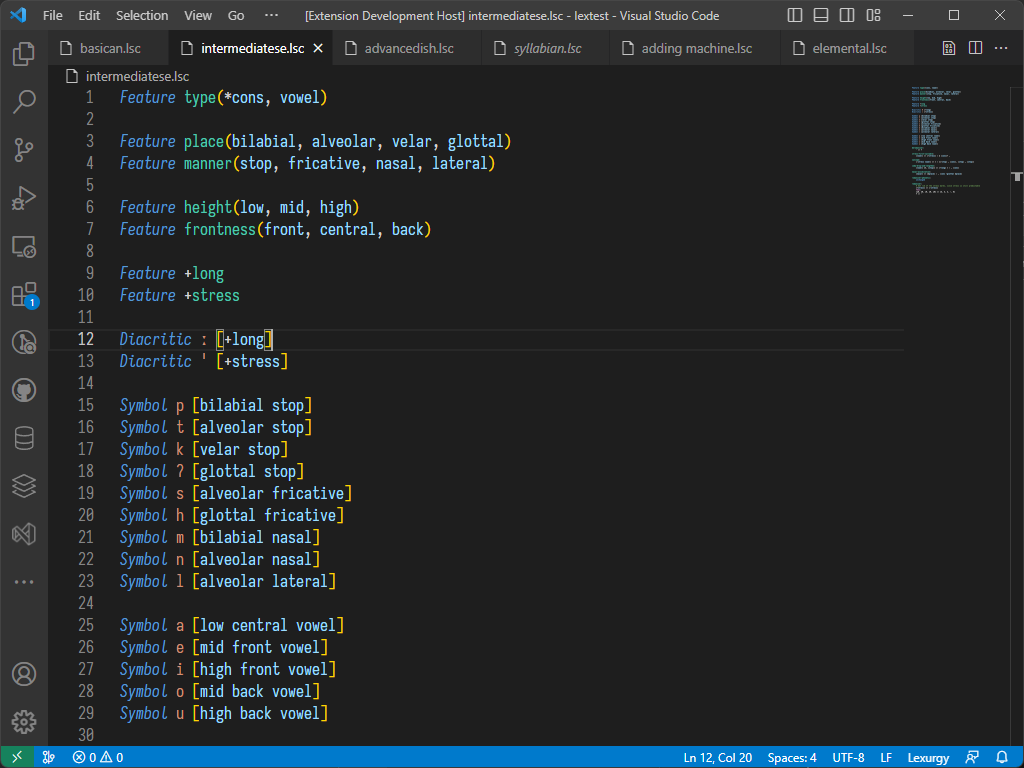 File Edit Selection View Go ··· [Extension Development Host] intermediatese.lsc - lextest - Visual Studio Code
basican.lsc intermediatese.lsc advancedish.lsc syllabian.lsc adding machine.lsc elemental.lsc
intermediatese.lsc
1 Feature type(*cons, vowel)
2
3 Feature place(bilabial, alveolar, velar, glottal)
4 Feature manner(stop, fricative, nasal, lateral)
5
6 Feature height(low, mid, high)
7 Feature frontness(front, central, back)
8
9 Feature +long
10 Feature +stress
11
12 Diacritic : [+long]
13 Diacritic ' [+stress]
14
15 Symbol p [bilabial stop]
16 Symbol t [alveolar stop]
17 Symbol k [velar stop]
18 Symbol ? [glottal stop]
19 Symbol s [alveolar fricative]
20 Symbol h [glottal fricative]
21 Symbol m [bilabial nasal]
22 Symbol n [alveolar nasal]
23 Symbol l [alveolar lateral]
24
25 Symbol a [low central vowel]
26 Symbol e [mid front vowel]
27 Symbol i [high front vowel]
28 Symbol o [mid back vowel]
29 Symbol u [high back vowel]
30
1
0 0 Ln 12, Col 20 Spaces: 4 UTF-8 LF Lexurgy